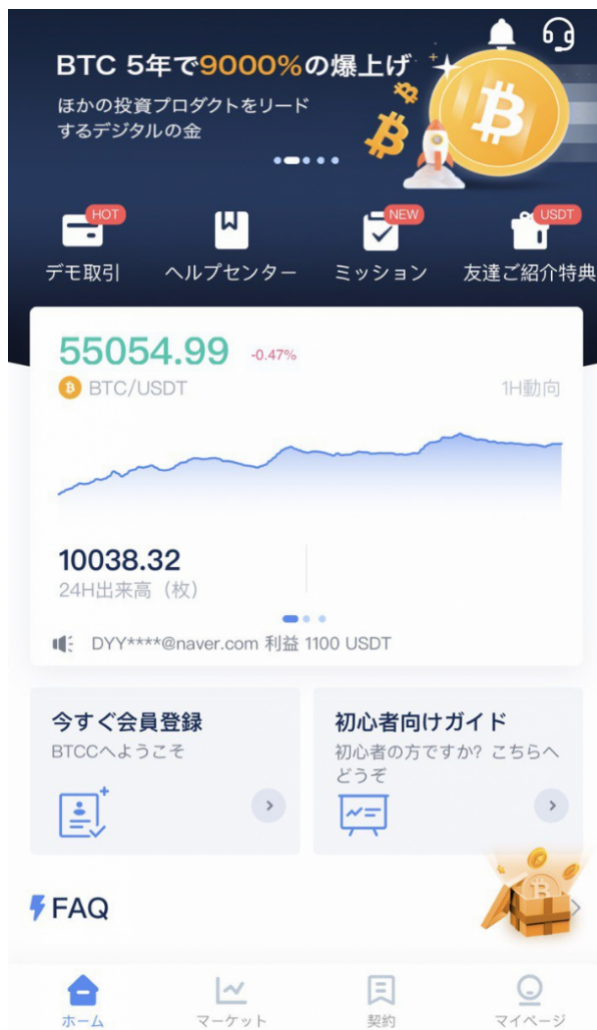 BTC 5年で9000%の爆上げ
ほかの投資プロダクトをリード
するデジタルの金
HOT
NEW
USDT
デモ取引
ヘルプセンター
ミッション
友達ご紹介特典
55054.99 -0.47%
BTC/USDT
1H動向
10038.32
24H出来高（枚）
DYY****@naver.com 利益 1100 USDT
今すぐ会員登録
BTCCへようこそ
初心者向けガイド
初心者の方ですか？こちらへ
どうぞ
FAQ
ホーム
マーケット
契約
マイページ